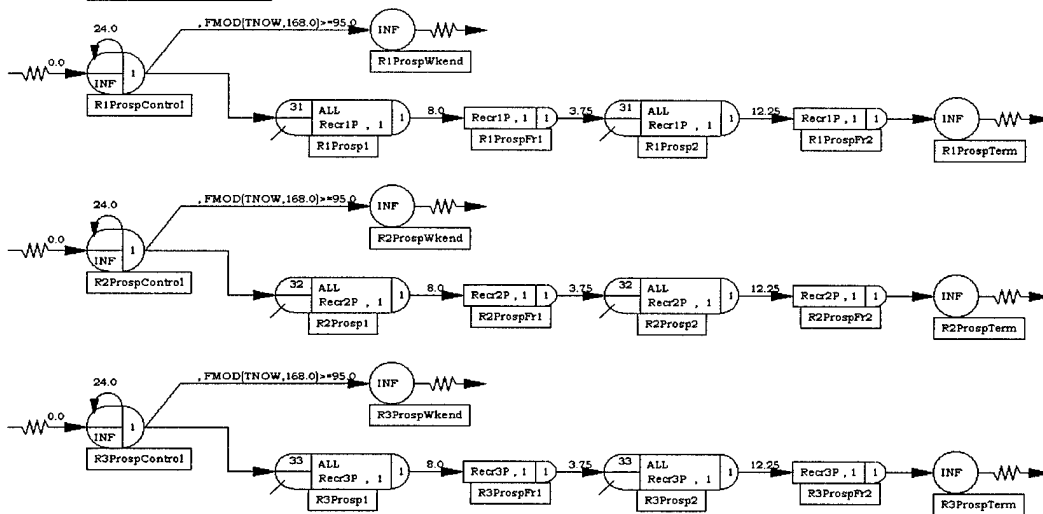 24.0
, FMOD(TNOW,168.0)>=95.0
INF
R1ProspWkend
0.0
INF
1
R1ProspControl
31
ALL
Recr1P , 1
1
R1Prosp1
8.0
Recr1P , 1
1
R1ProspFr1
3.75
31
ALL
Recr1P , 1
1
R1Prosp2
12.25
Recr1P , 1
1
R1ProspFr2
INF
R1ProspTerm
24.0
, FMOD(TNOW,168.0)>=95.0
INF
R2ProspWkend
0.0
INF
1
R2ProspControl
32
ALL
Recr2P , 1
1
R2Prosp1
8.0
Recr2P , 1
1
R2ProspFr1
3.75
32
ALL
Recr2P , 1
1
R2Prosp2
12.25
Recr2P , 1
1
R2ProspFr2
INF
R2ProspTerm
24.0
, FMOD(TNOW,168.0)>=95.0
INF
R3ProspWkend
0.0
INF
1
R3ProspControl
33
ALL
Recr3P , 1
1
R3Prosp1
8.0
Recr3P , 1
1
R3ProspFr1
3.75
33
ALL
Recr3P , 1
1
R3Prosp2
12.25
Recr3P , 1
1
R3ProspFr2
INF
R3ProspTerm